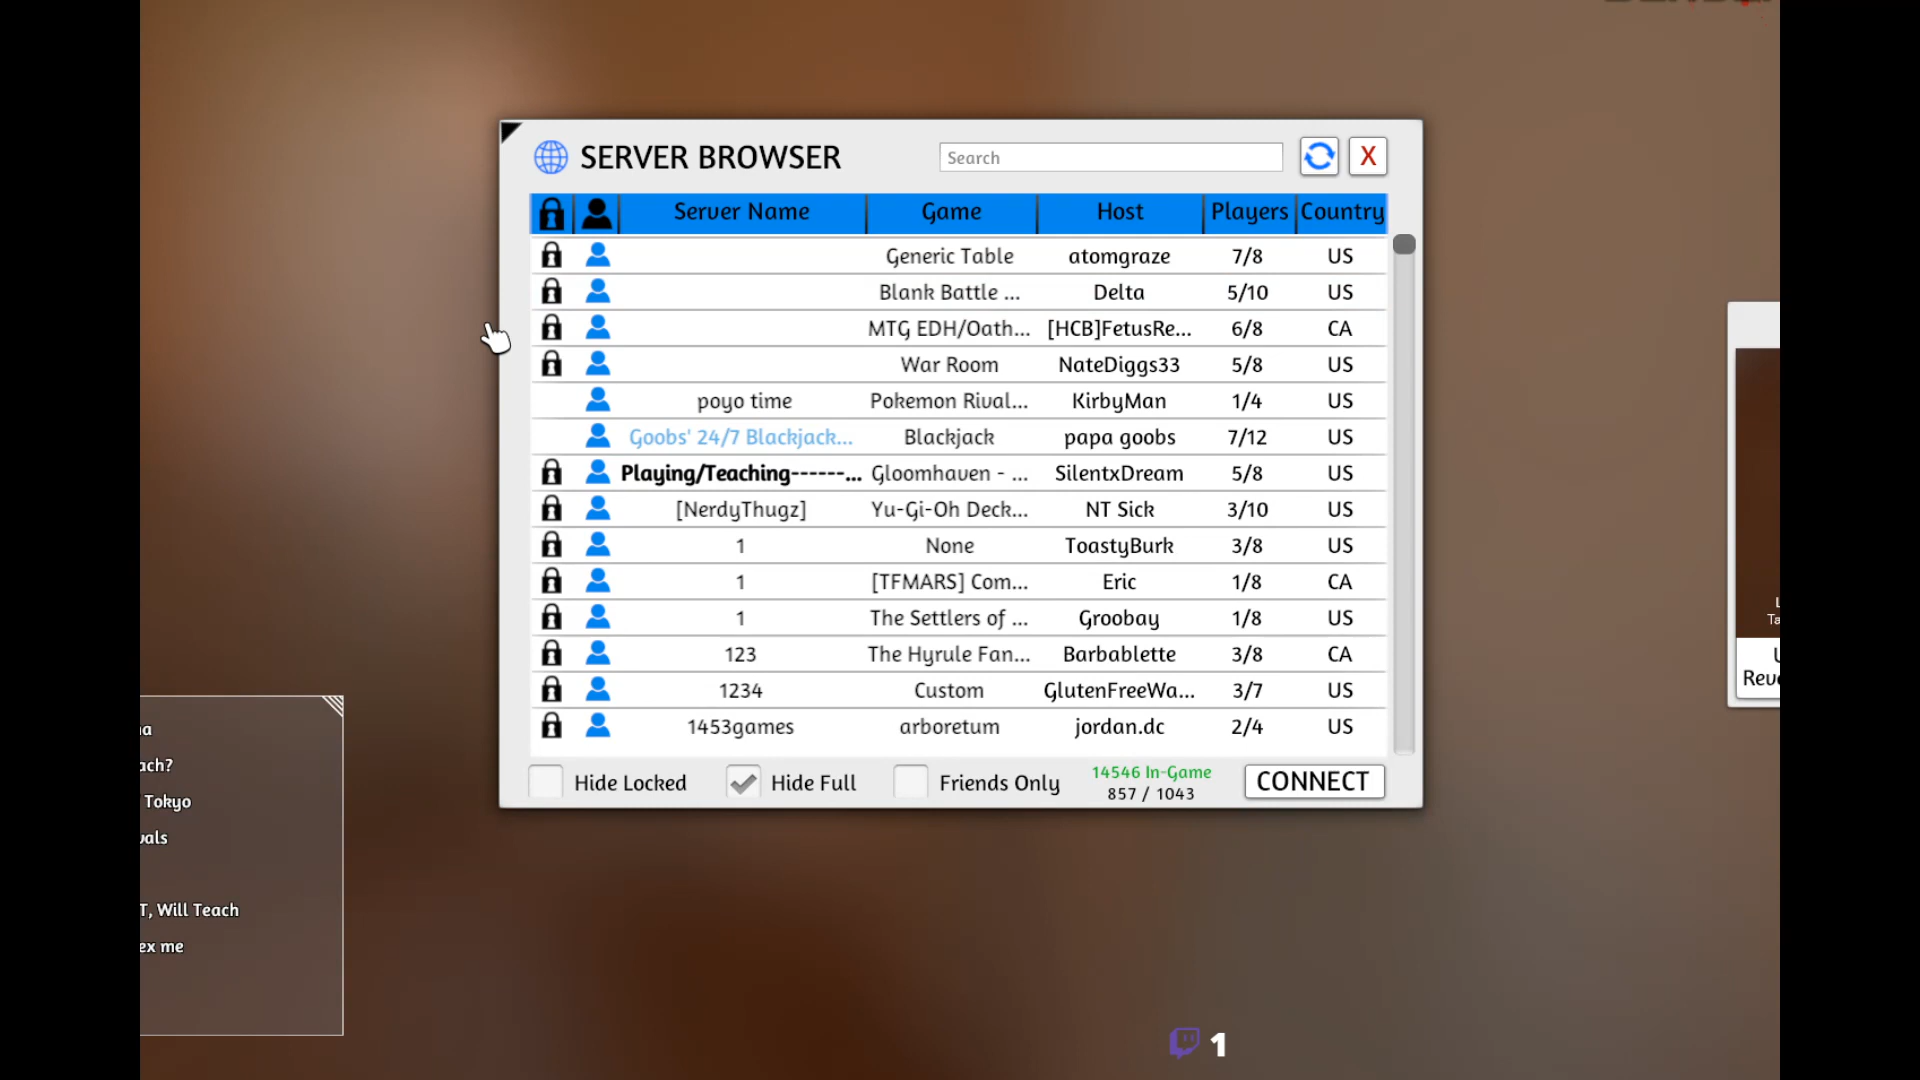 SERVER BROWSER
Search
X
Server Name Game Host Players Country
Generic Table atomgraze 7/8 US
Blank Battle ... Delta 5/10 US
MTG EDH/Oath... [HCB]FetusRe... 6/8 CA
War Room NateDiggs33 5/8 US
poyo time Pokemon Rival... KirbyMan 1/4 US
Goobs' 24/7 Blackjack... Blackjack papa goobs 7/12 US
Playing/Teaching------... Gloomhaven - ... SilentxDream 5/8 US
[NerdyThugz] Yu-Gi-Oh Deck... NT Sick 3/10 US
1 None ToastyBurk 3/8 US
1 [TFMARS] Com... Eric 1/8 CA
1 The Settlers of ... Groobay 1/8 US
123 The Hyrule Fan... Barbablette 3/8 CA
1234 Custom GlutenFreeWa... 3/7 US
1453games arboretum jordan.dc 2/4 US
Hide Locked Hide Full Friends Only
14546 In-Game
857 / 1043
CONNECT
ach?
Tokyo
vals
T, Will Teach
ex me
L
Ta
U
Reve
1